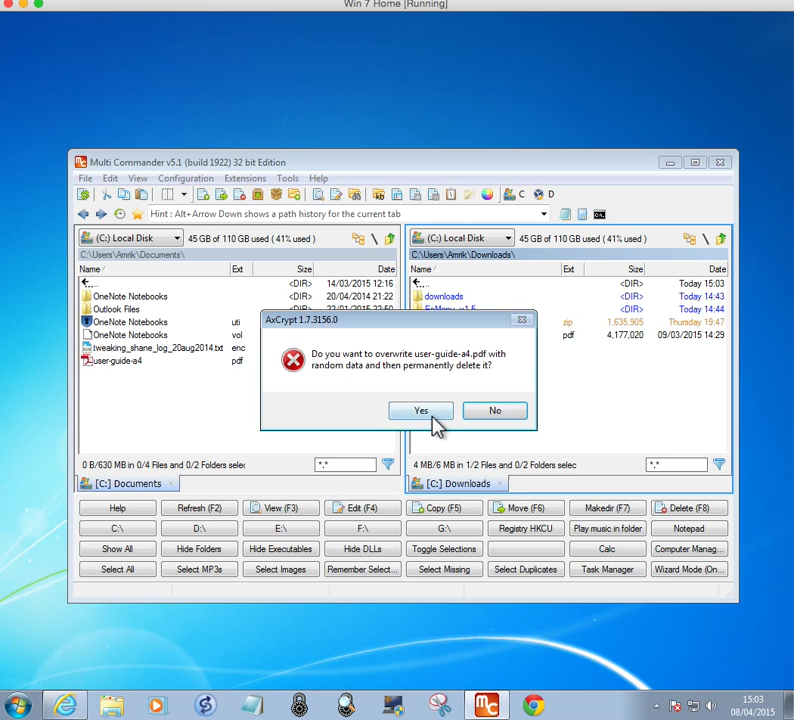 Win 7 Home [Running]
Multi Commander v5.1 (build 1922) 32 bit Edition
File Edit View Configuration Extensions Tools Help
C D
Hint : Alt+Arrow Down shows a path history for the current tab
(C:) Local Disk 45 GB of 110 GB used ( 41% used )
C:\Users\Amrik\Documents\
Name Ext Size Date
.. <DIR> 14/03/2015 12:16
OneNote Notebooks <DIR> 20/04/2014 21:22
Outlook Files <DIR> 22/01/2015 22:50
OneNote Notebooks uti
OneNote Notebooks vol
tweaking_shane_log_20aug2014.txt enc
user-guide-a4 pdf
0 B/630 MB in 0/4 Files and 0/2 Folders selec *.*
[C:] Documents
(C:) Local Disk 45 GB of 110 GB used ( 41% used )
C:\Users\Amrik\Downloads\
Name Ext Size Date
.. <DIR> Today 15:03
downloads <DIR> Today 14:43
<DIR> Today 14:44
zip 1,635,905 Thursday 19:47
pdf 4,177,020 09/03/2015 14:29
4 MB/6 MB in 1/2 Files and 0/2 Folders selec *.*
[C:] Downloads
AxCrypt 1.7.3156.0
Do you want to overwrite user-guide-a4.pdf with
random data and then permanently delete it?
Yes No
Help Refresh (F2) View (F3) Edit (F4) Copy (F5) Move (F6) Makedir (F7) Delete (F8)
C:\ D:\ E:\ F:\ G:\ Registry HKCU Play music in folder Notepad
Show All Hide Folders Hide Executables Hide DLLs Toggle Selections Calc Computer Manag...
Select All Select MP3s Select Images Remember Select... Select Missing Select Duplicates Task Manager Wizard Mode (On...
15:03
08/04/2015